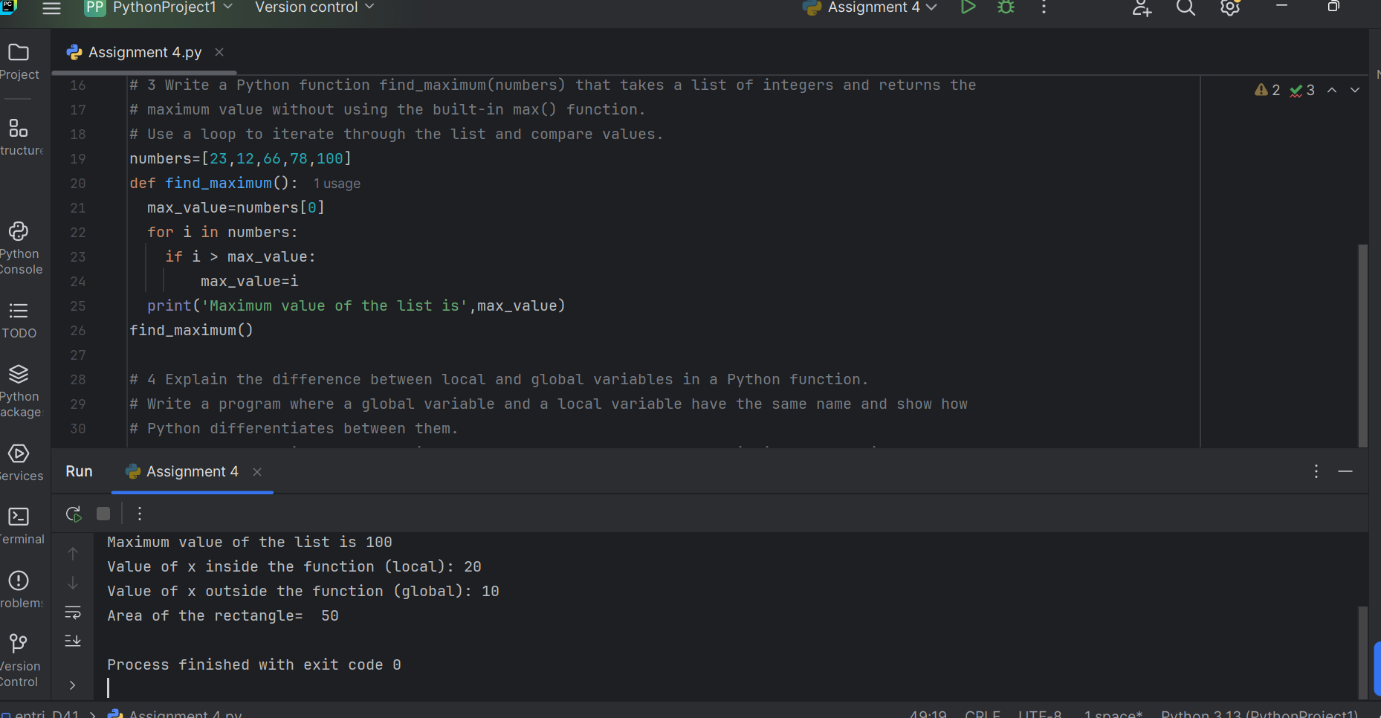 PP PythonProject1 Version control Assignment 4
Assignment 4.py
Project
16 # 3 Write a Python function find_maximum(numbers) that takes a list of integers and returns the
2 3
17 # maximum value without using the built-in max() function.
18 # Use a loop to iterate through the list and compare values.
19 numbers=[23,12,66,78,100]
tructure
20 def find_maximum(): 1 usage
21 max_value=numbers[0]
22 for i in numbers:
23 if i > max_value:
24 max_value=i
25 print('Maximum value of the list is',max_value)
26 find_maximum()
27
28 # 4 Explain the difference between local and global variables in a Python function.
29 # Write a program where a global variable and a local variable have the same name and show how
30 # Python differentiates between them.
Python
Console
TODO
Python
ackage
Services
Terminal
roblem
Version
Control
Run Assignment 4
Maximum value of the list is 100
Value of x inside the function (local): 20
Value of x outside the function (global): 10
Area of the rectangle= 50
Process finished with exit code 0
entri_D41 > Assignment 4.py 49:19 CRLF UTF-8 1 space* Python 3.13 (PythonProject1)